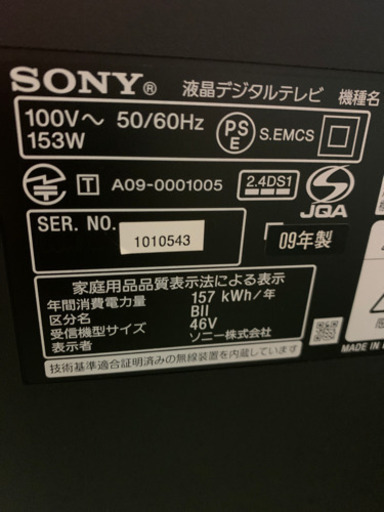 SONY® 液晶デジタルテレビ 機種名
100V～ 50/60Hz
153W
PSE S.EMCS
T A09-0001005 2.4DS1 JQA
SER. NO. 1010543
09年製
家庭用品品質表示法による表示
年間消費電力量 157 kWh/年
区分名 BII
受信機型サイズ 46V
表示者 ソニー株式会社
技術基準適合証明済みの無線装置を内蔵しています
MADE IN